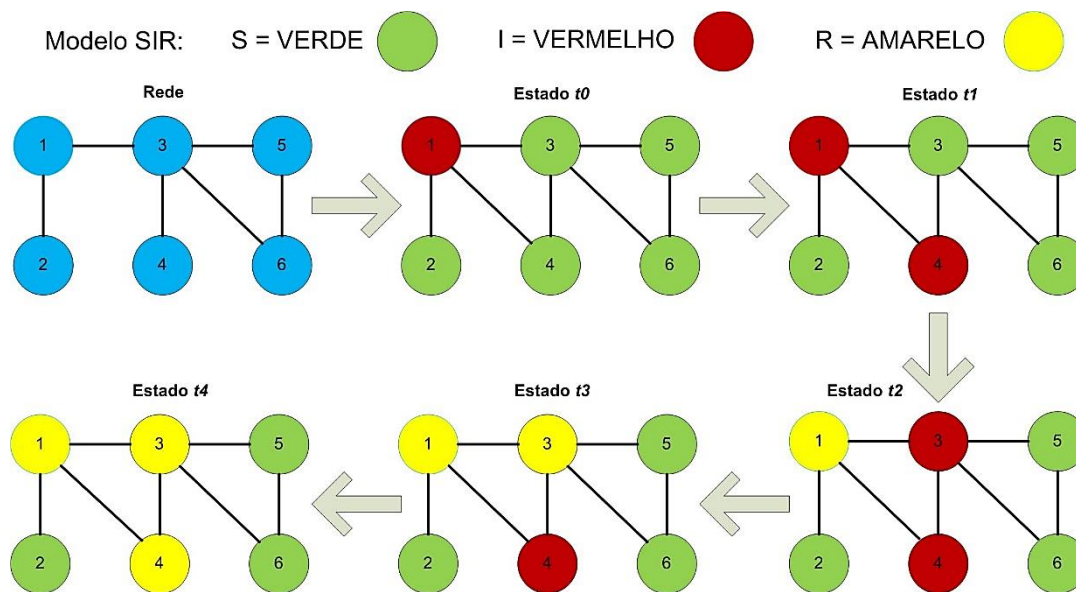 Modelo SIR: S = VERDE I = VERMELHO R = AMARELO
Rede Estado t0 Estado t1
1 3 5 1 3 5 1 3 5
2 4 6 2 4 6 2 4 6
Estado t4 Estado t3 Estado t2
1 3 5 1 3 5 1 3 5
2 4 6 2 4 6 2 4 6